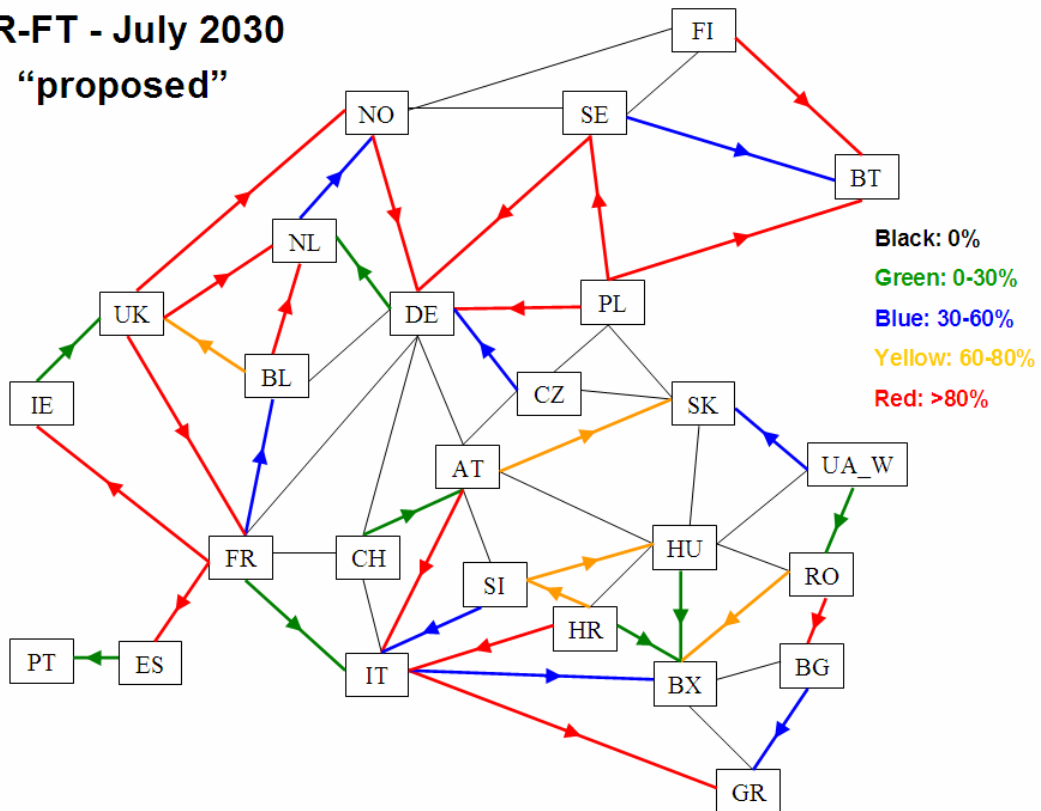 R-FT - July 2030
“proposed”
FI
NO
SE
BT
NL
Black: 0%
Green: 0-30%
Blue: 30-60%
Yellow: 60-80%
Red: >80%
UK
DE
PL
BL
CZ
IE
SK
AT
UA_W
FR
CH
HU
SI
RO
HR
PT
ES
IT
BX
BG
GR